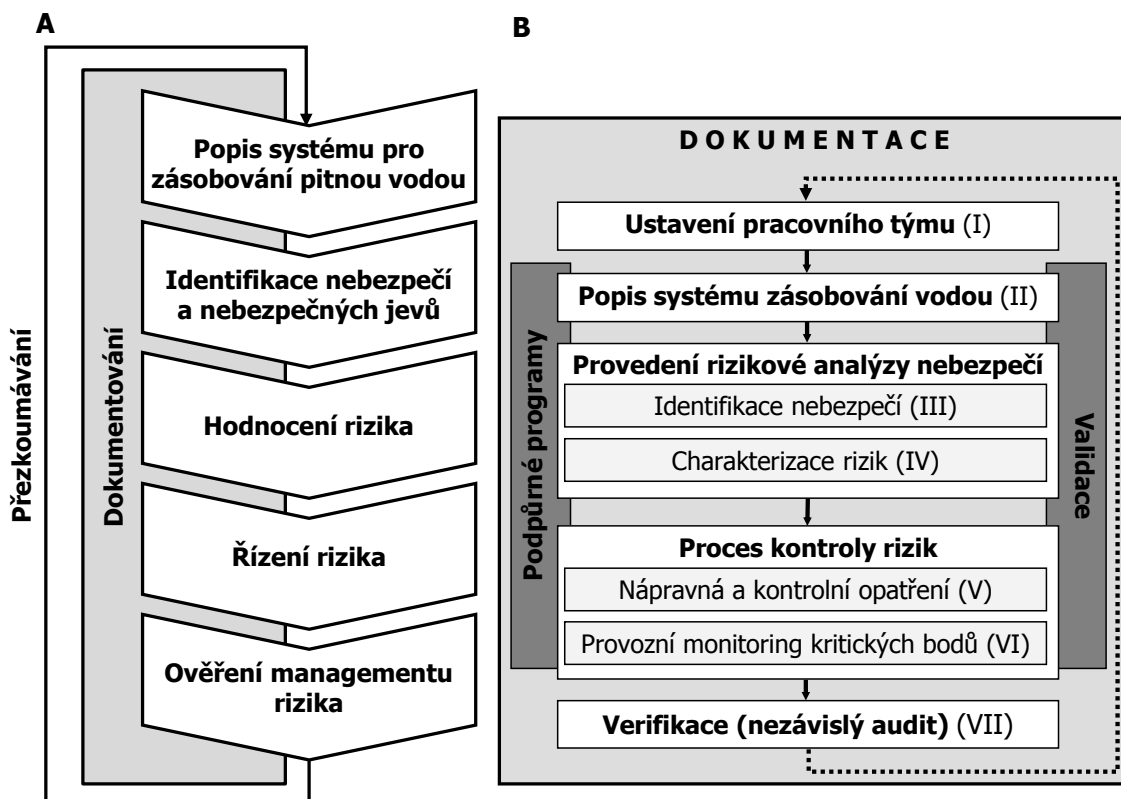 A
Přezkoumávání
Dokumentování
Popis systému pro
zásobování pitnou vodou
Identifikace nebezpečí
a nebezpečných jevů
Hodnocení rizika
Řízení rizika
Ověření managementu
rizika
B
DOKUMENTACE
Ustavení pracovního týmu (I)
Podpůrné programy
Validace
Popis systému zásobování vodou (II)
Provedení rizikové analýzy nebezpečí
Identifikace nebezpečí (III)
Charakterizace rizik (IV)
Proces kontroly rizik
Nápravná a kontrolní opatření (V)
Provozní monitoring kritických bodů (VI)
Verifikace (nezávislý audit) (VII)